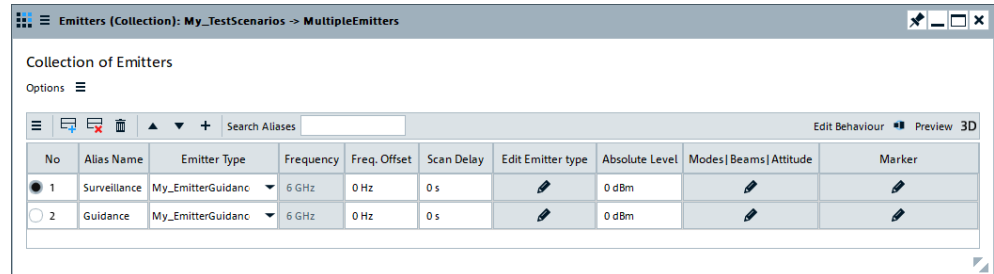 Emitters (Collection): My_TestScenarios -> MultipleEmitters
Collection of Emitters
Options
Search Aliases Edit Behaviour Preview 3D
No Alias Name Emitter Type Frequency Freq. Offset Scan Delay Edit Emitter type Absolute Level Modes|Beams|Attitude Marker
1 Surveillance My_EmitterGuidanc 6 GHz 0 Hz 0 s 0 dBm
2 Guidance My_EmitterGuidanc 6 GHz 0 Hz 0 s 0 dBm